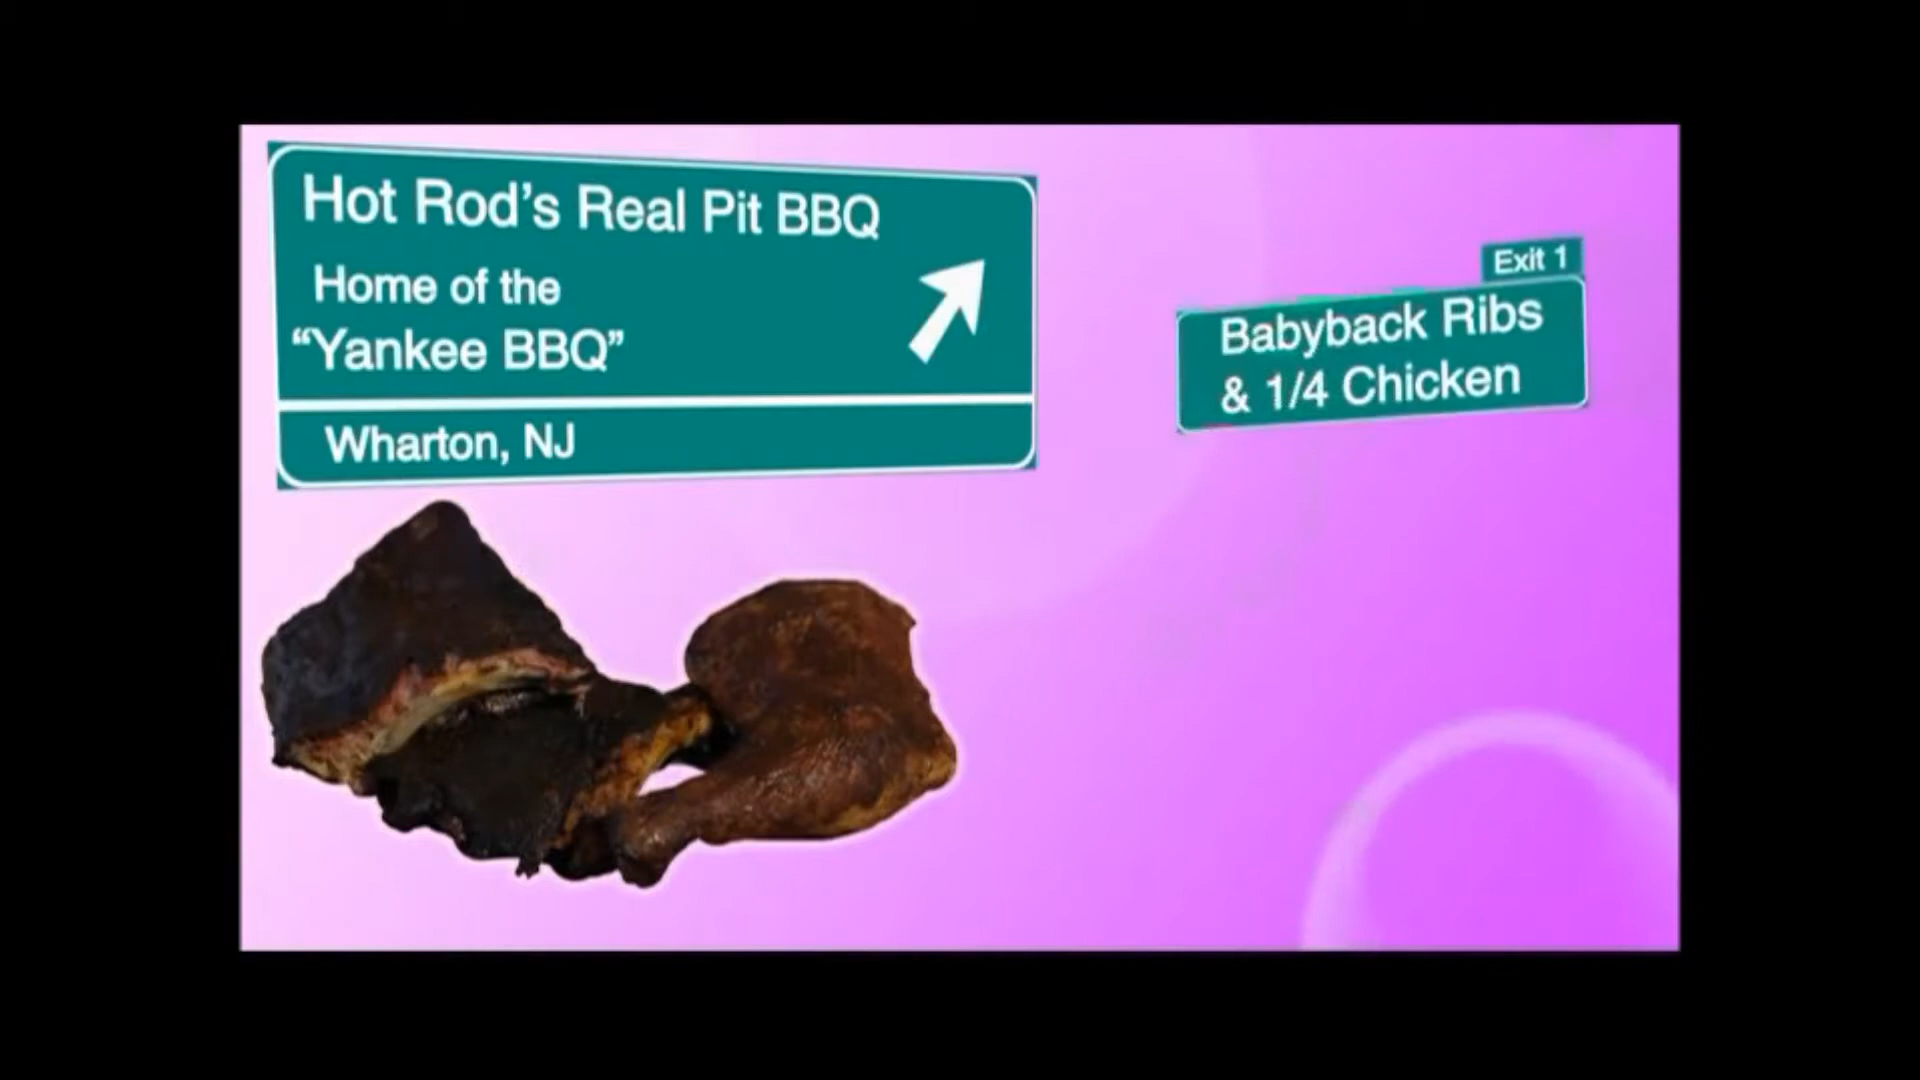 Hot Rod’s Real Pit BBQ
Home of the
“Yankee BBQ”
Wharton, NJ
Exit 1
Babyback Ribs
& 1/4 Chicken